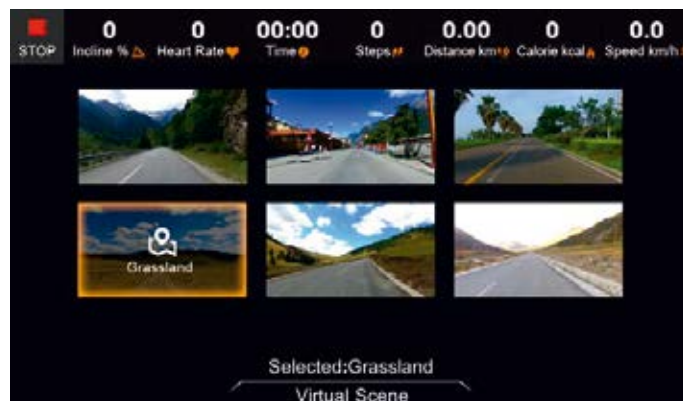 0 0 00:00 0 0.00 0 0.0
STOP Incline % Heart Rate Time Steps Distance km Calorie kcal Speed km/h
Grassland
Selected:Grassland
Virtual Scene